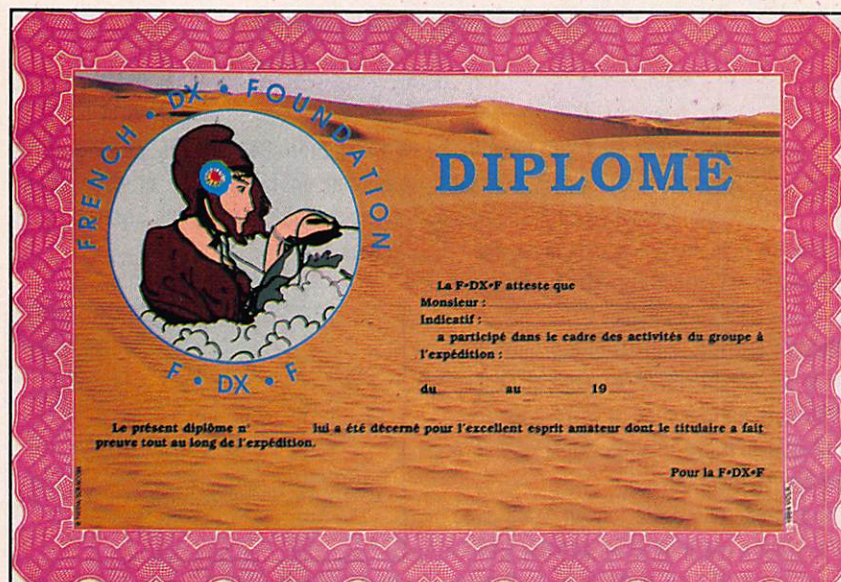 FRENCH • DX • FOUNDATION
F • DX • F
DIPLOME
La F•DX•F atteste que
Monsieur :
Indicatif :
a participé dans le cadre des activités du groupe à
l'expédition :
du au 19
Le présent diplôme n° lui a été décerné pour l'excellent esprit amateur dont le titulaire a fait
preuve tout au long de l'expédition.
Pour la F•DX•F